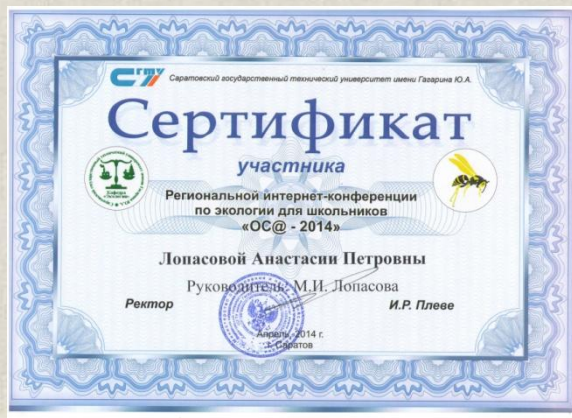 СГТУ Саратовский государственный технический университет имени Гагарина Ю.А.
Сертификат
участника
Региональной интернет-конференции
по экологии для школьников
«ОС@ - 2014»
Лопасовой Анастасии Петровны
Руководитель: М.И. Лопасова
Ректор И.Р. Плеве
Апрель, 2014 г.
г. Саратов